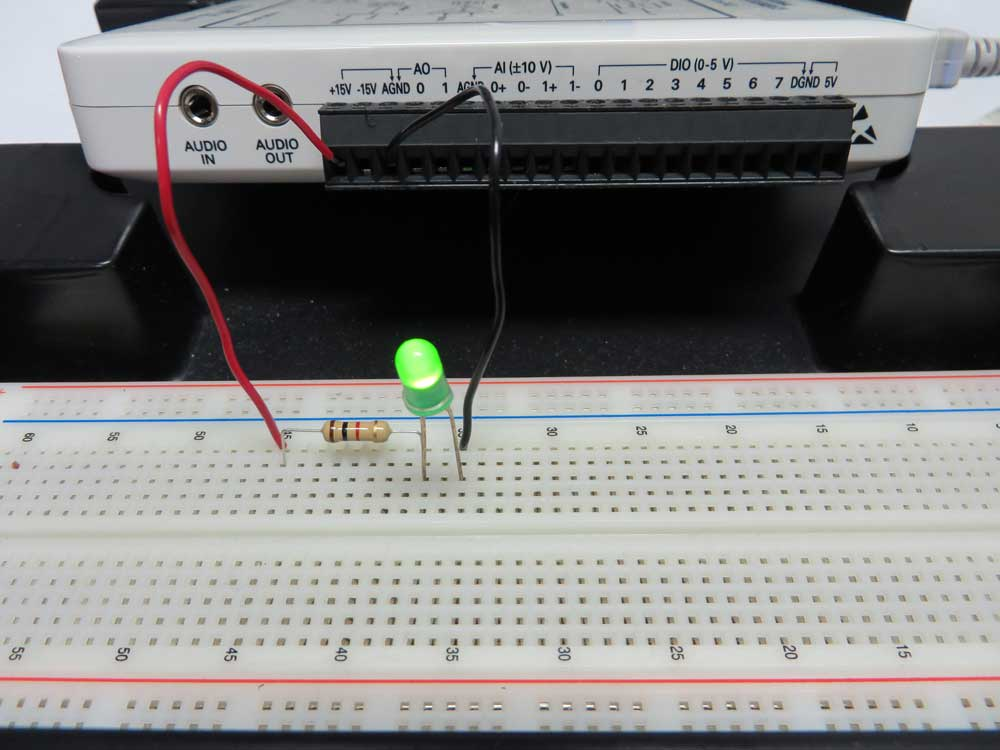 AO AI (±10 V) DIO (0-5 V)
+15V -15V AGND 0 1 AGND 0+ 0- 1+ 1- 0 1 2 3 4 5 6 7 DGND 5V
AUDIO IN
AUDIO OUT
60 55 50 45 30 25 20 15 10
55 50 45 40 35 30 25 20 15